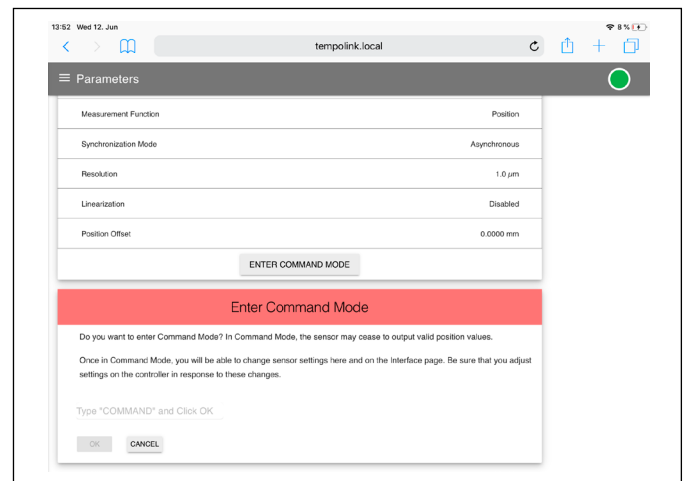 13:52 Wed 12. Jun
8 %
tempolink.local
Parameters
Measurement Function Position
Synchronization Mode Asynchronous
Resolution 1.0 µm
Linearization Disabled
Position Offset 0.0000 mm
ENTER COMMAND MODE
Enter Command Mode
Do you want to enter Command Mode? In Command Mode, the sensor may cease to output valid position values.
Once in Command Mode, you will be able to change sensor settings here and on the Interface page. Be sure that you adjust
settings on the controller in response to these changes.
Type "COMMAND" and Click OK
OK CANCEL